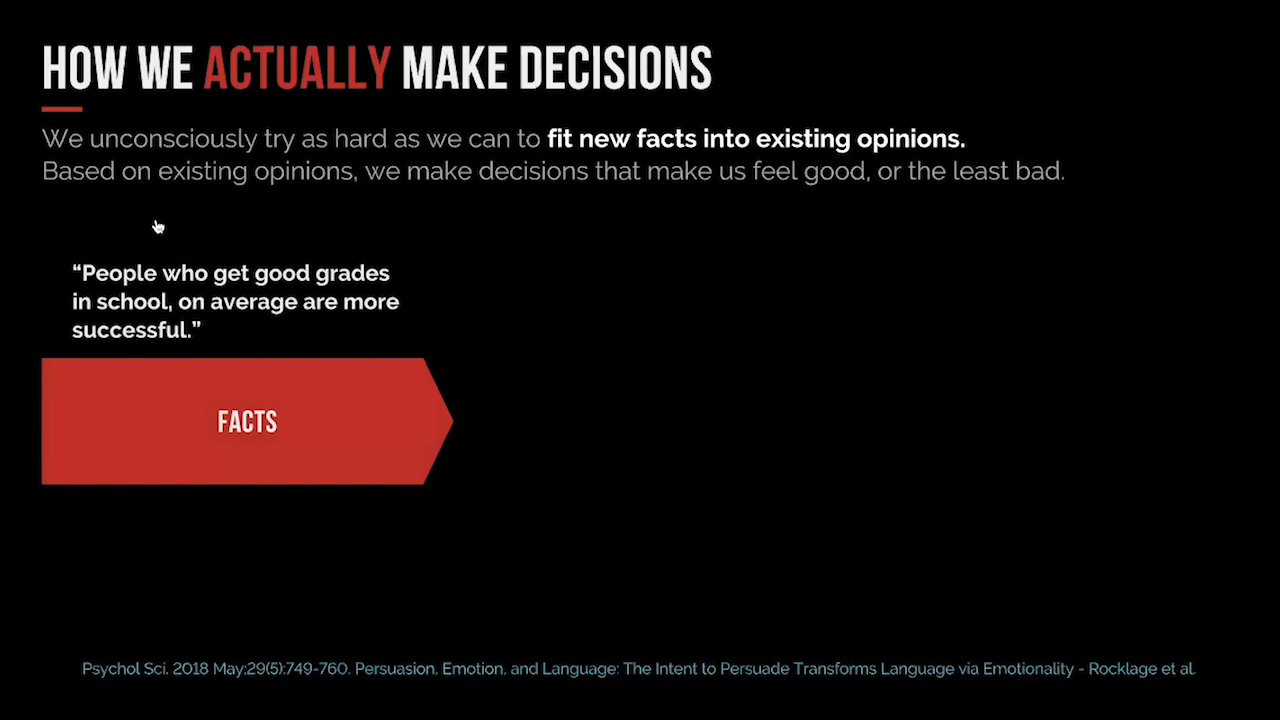 HOW WE ACTUALLY MAKE DECISIONS
We unconsciously try as hard as we can to fit new facts into existing opinions.
Based on existing opinions, we make decisions that make us feel good, or the least bad.
“People who get good grades
in school, on average are more
successful.”
FACTS
Psychol Sci. 2018 May;29(5):749-760. Persuasion, Emotion, and Language: The Intent to Persuade Transforms Language via Emotionality - Rocklage et al.